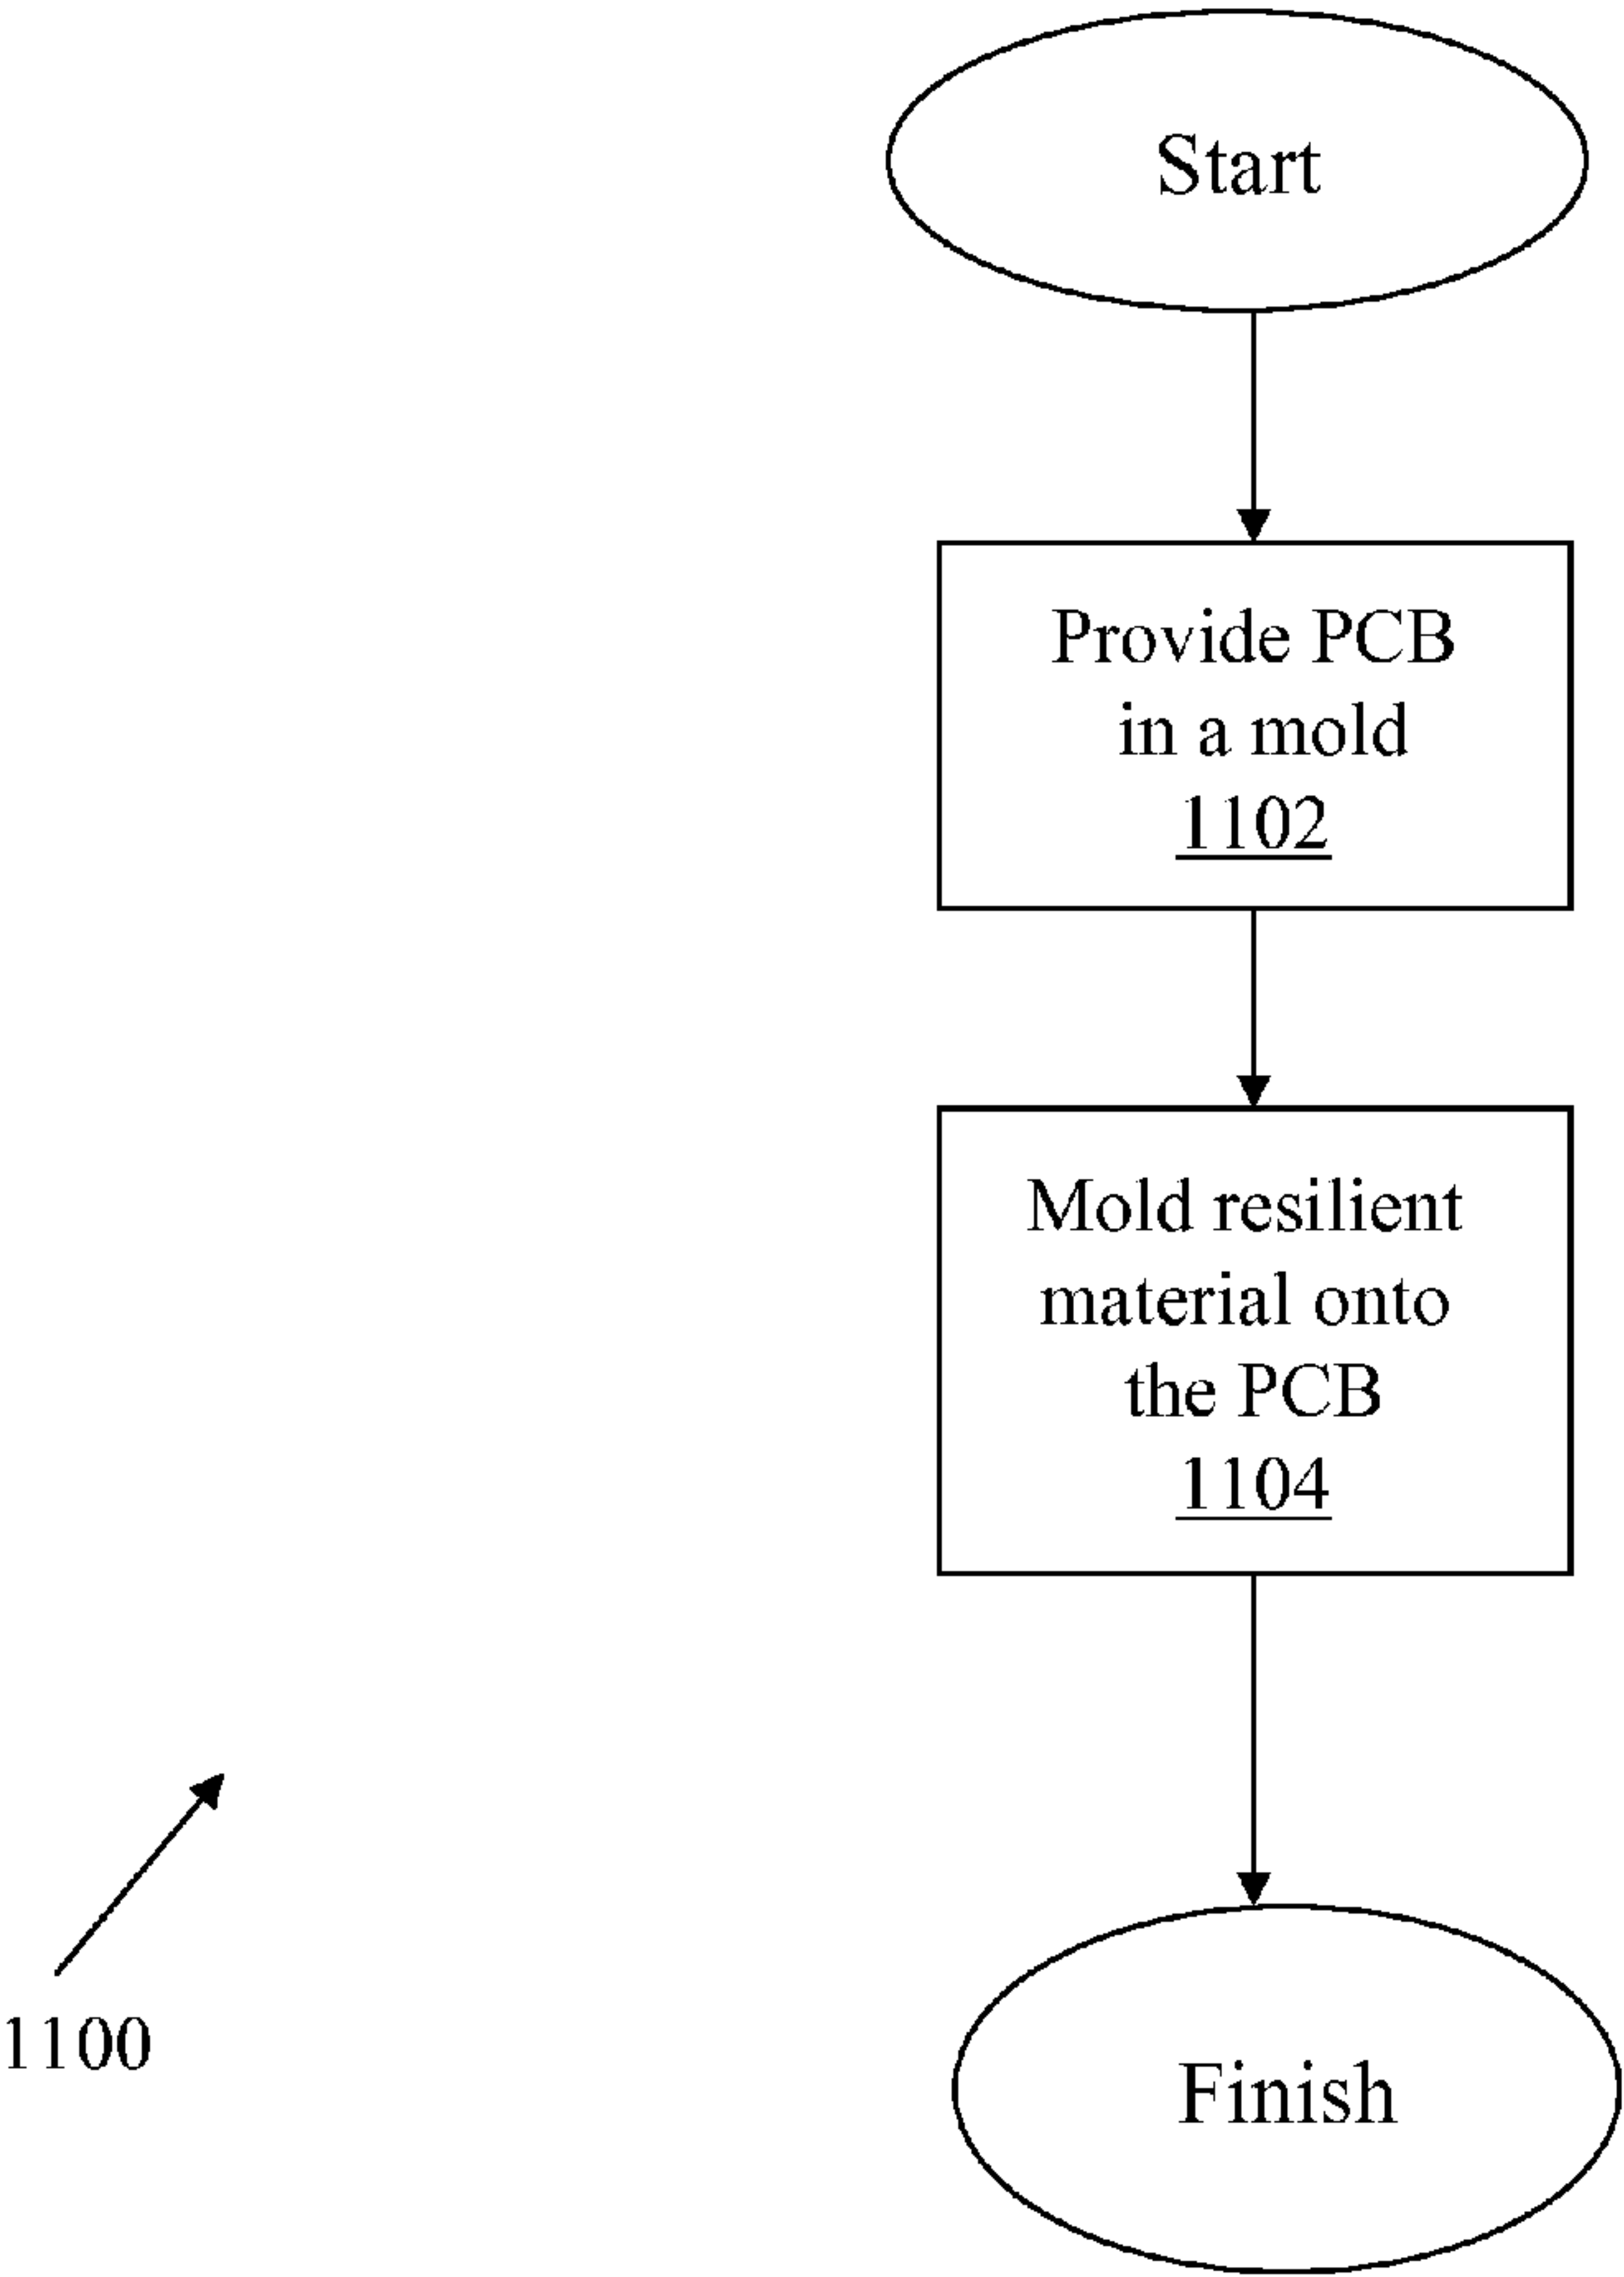 Start
Provide PCB
in a mold
1102
Mold resilient
material onto
the PCB
1104
1100
Finish